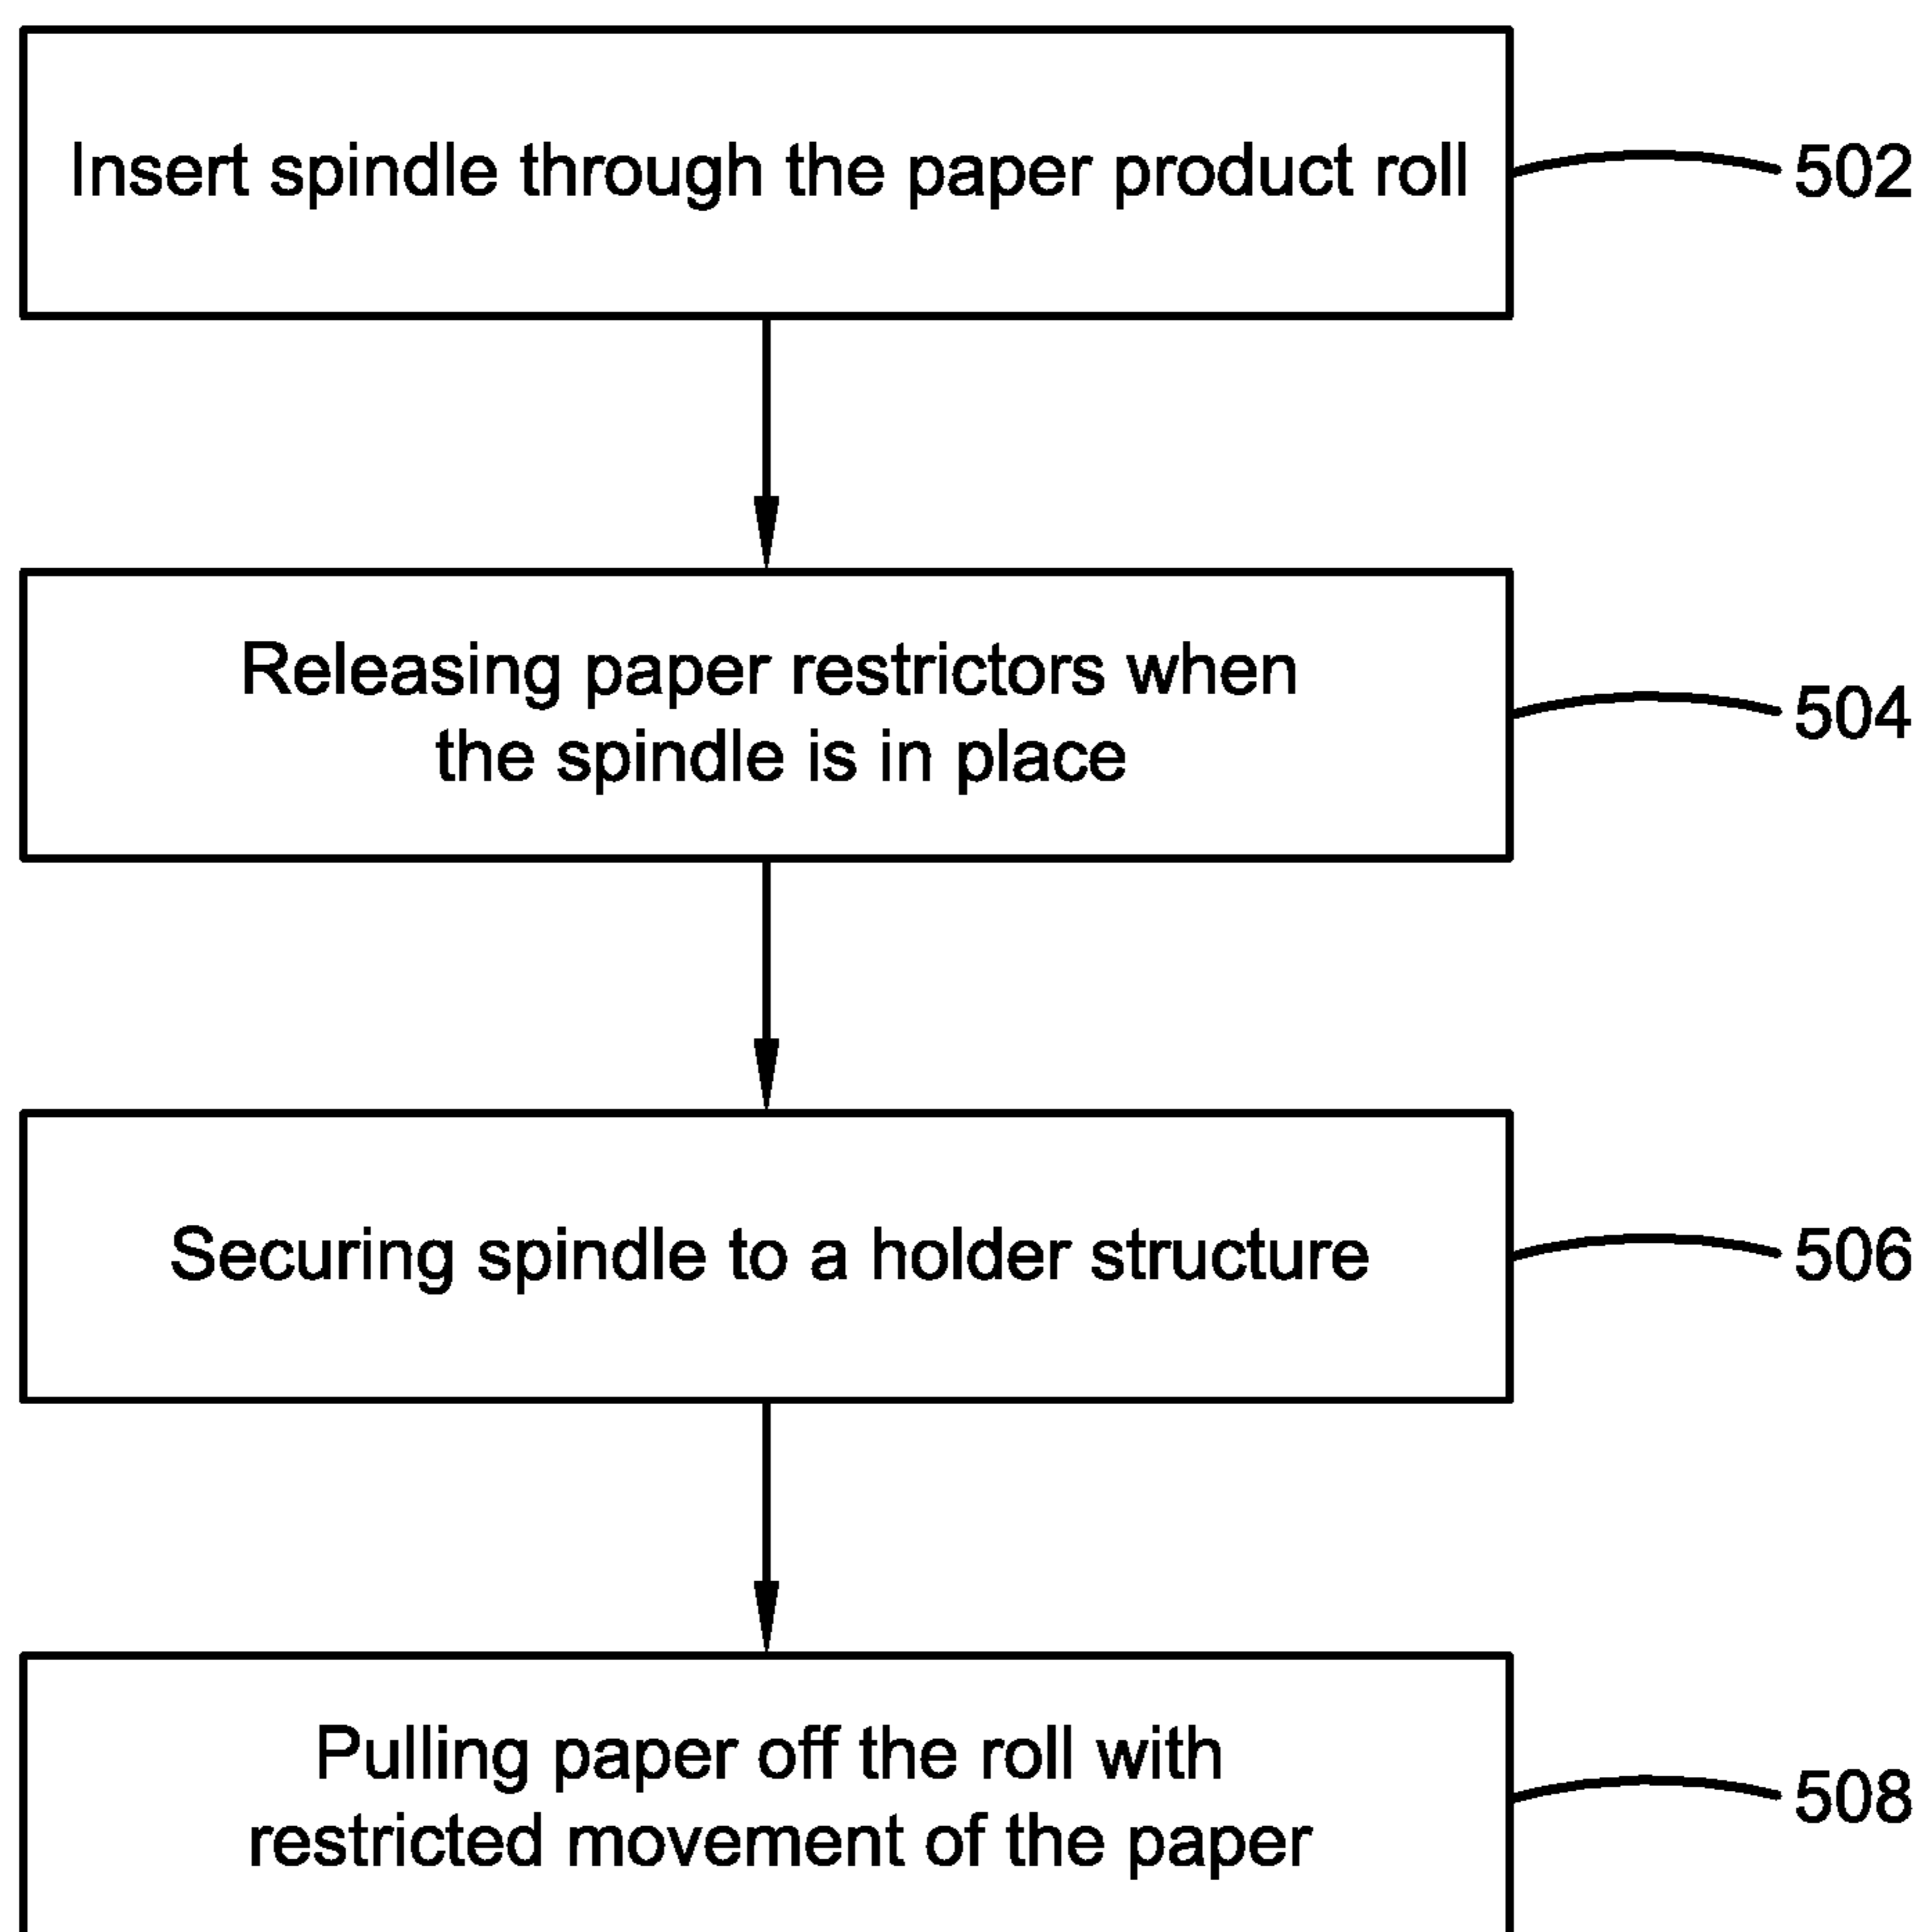 Insert spindle through the paper product roll
502
Releasing paper restrictors when
the spindle is in place
504
Securing spindle to a holder structure
506
Pulling paper off the roll with
restricted movement of the paper
508